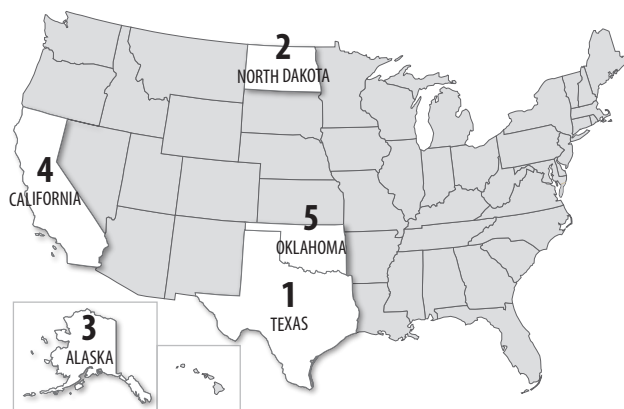 2
NORTH DAKOTA
4
CALIFORNIA
5
OKLAHOMA
1
TEXAS
3
ALASKA